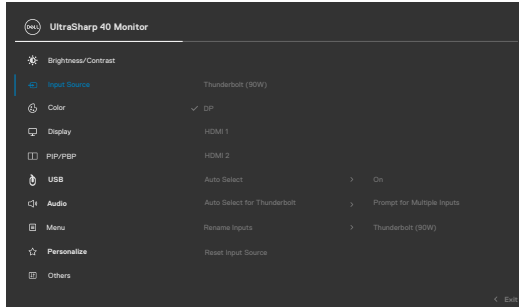 DELL UltraSharp 40 Monitor
Brightness/Contrast
Input Source Thunderbolt (90W)
Color DP
Display HDMI 1
PIP/PBP HDMI 2
USB Auto Select > On
Audio Auto Select for Thunderbolt > Prompt for Multiple Inputs
Menu Rename Inputs > Thunderbolt (90W)
Personalize Reset Input Source
Others
< Exit